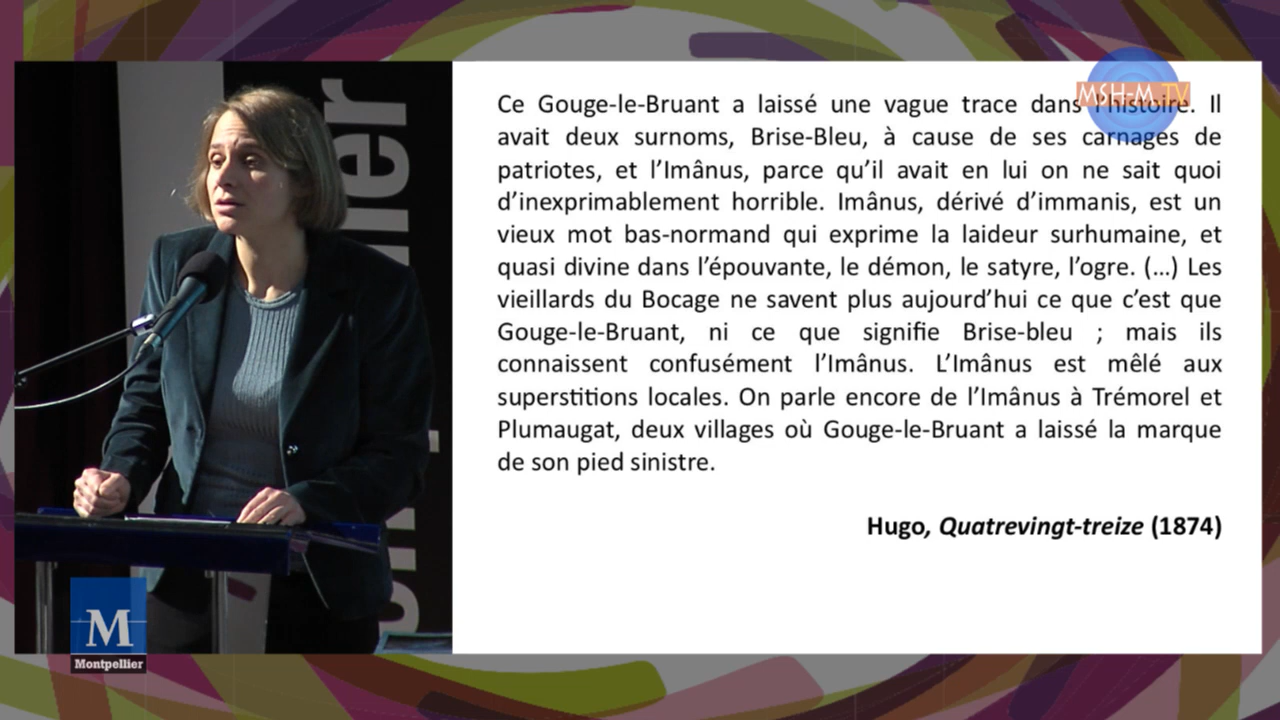 MSH-M.TV
Ce Gouge-le-Bruant a laissé une vague trace dans l'histoire. Il
avait deux surnoms, Brise-Bleu, à cause de ses carnages de
patriotes, et l'Imânus, parce qu'il avait en lui on ne sait quoi
d'inexprimablement horrible. Imânus, dérivé d'immanis, est un
vieux mot bas-normand qui exprime la laideur surhumaine, et
quasi divine dans l'épouvante, le démon, le satyre, l'ogre. (…) Les
vieillards du Bocage ne savent plus aujourd'hui ce que c'est que
Gouge-le-Bruant, ni ce que signifie Brise-bleu ; mais ils
connaissent confusément l'Imânus. L'Imânus est mêlé aux
superstitions locales. On parle encore de l'Imânus à Trémorel et
Plumaugat, deux villages où Gouge-le-Bruant a laissé la marque
de son pied sinistre.
Hugo, Quatrevingt-treize (1874)
M
Montpellier